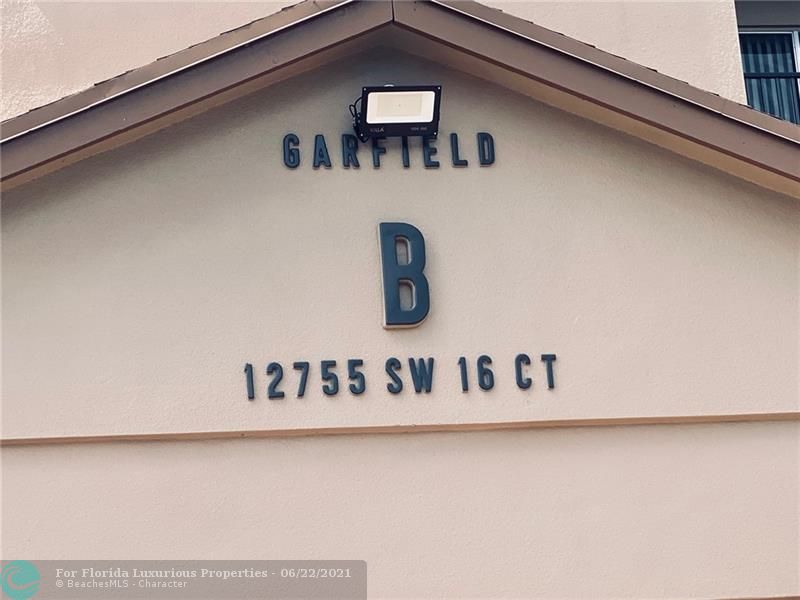 GARFIELD
B
12755 SW 16 CT
For Florida Luxurious Properties - 06/22/2021
© BeachesMLS - Character